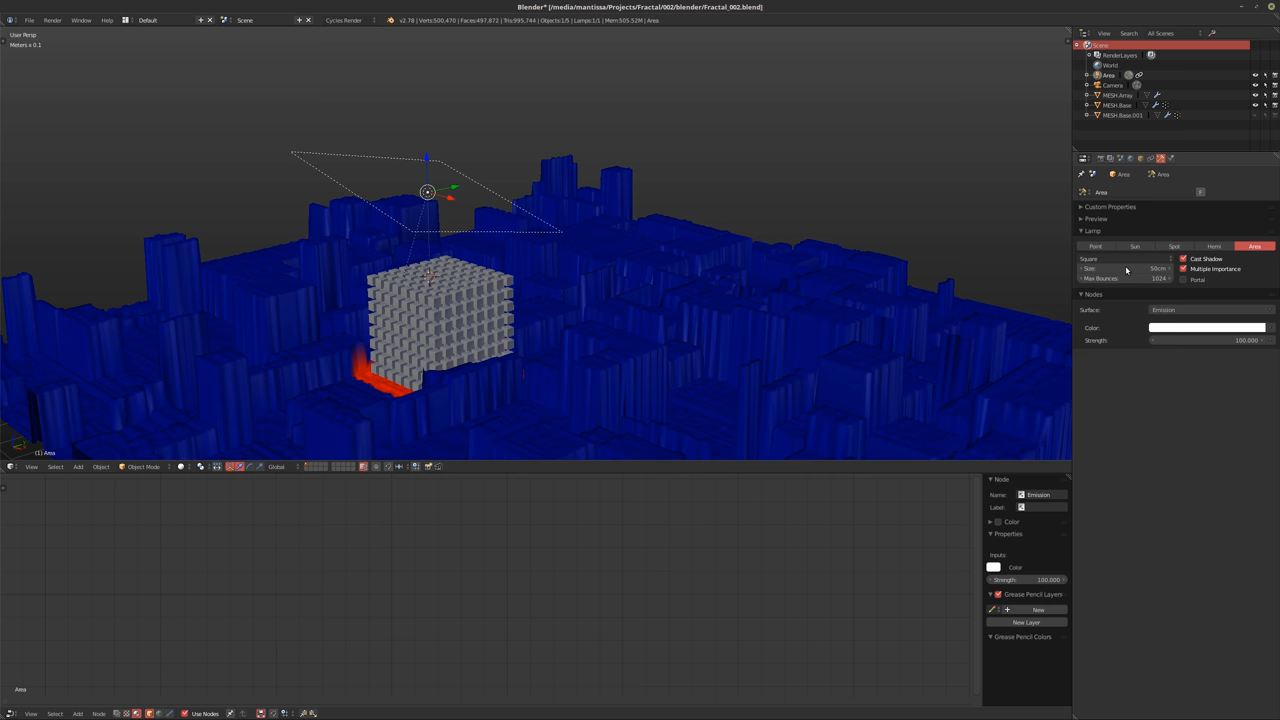 Blender* [/media/mantissa/Projects/Fractal/002/blender/Fractal_002.blend]
File Render Window Help Default Scene Cycles Render v2.78 | Verts:500,470 | Faces:497,872 | Tris:995,744 | Objects:1/5 | Lamps:1/1 | Mem:505.52M | Area
User Persp
Meters x 0.1
(1) Area
View Select Add Object Object Mode Global
Area
View Select Add Node Use Nodes
Node
Name: Emission
Label:
Color
Properties
Inputs:
Color
Strength: 100.000
Grease Pencil Layers
New
New Layer
Grease Pencil Colors
View Search All Scenes
Scene
RenderLayers
World
Area
Camera
MESH.Array
MESH.Base
MESH.Base.001
Area Area
Area F
Custom Properties
Preview
Lamp
Point Sun Spot Hemi Area
Square Cast Shadow
Size: 50cm Multiple Importance
Max Bounces: 1024 Portal
Nodes
Surface: Emission
Color:
Strength: 100.000